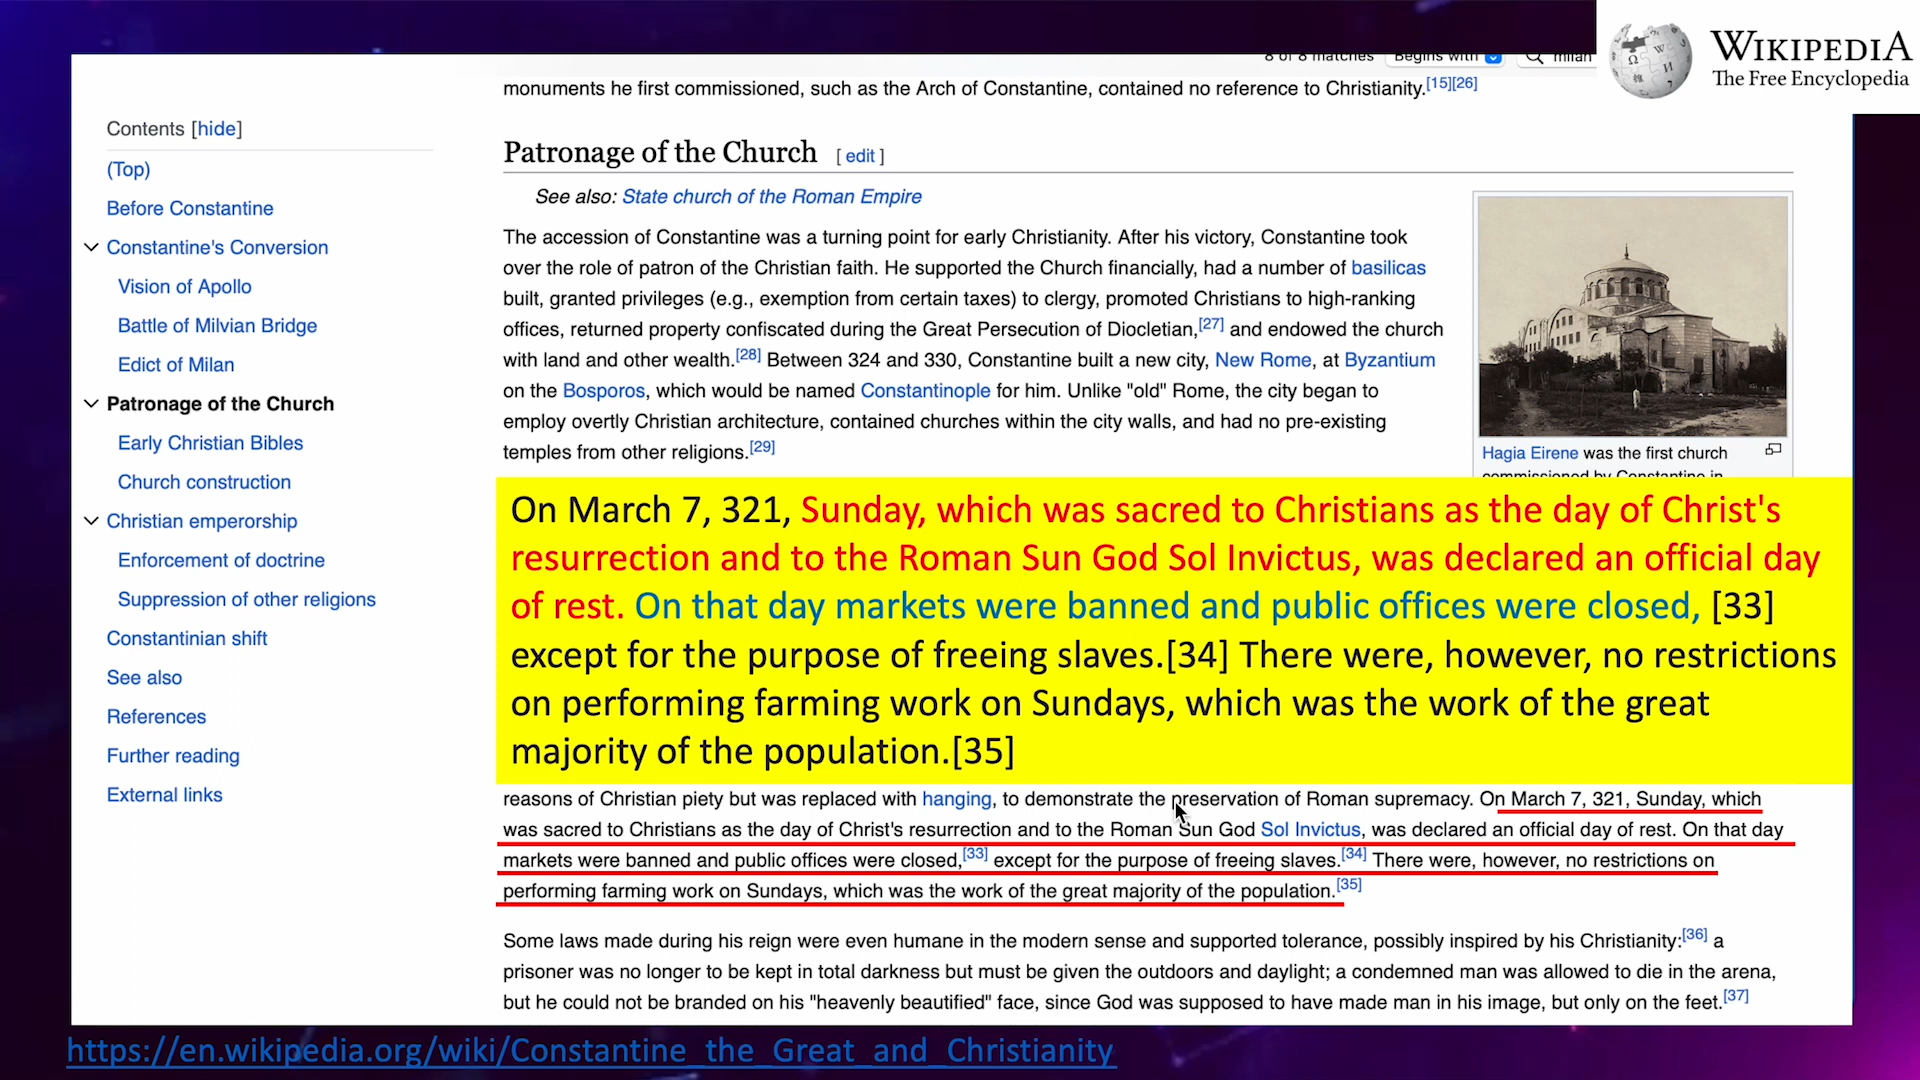 8 of 8 matches Begins with milan
WIKIPEDIA
The Free Encyclopedia
monuments he first commissioned, such as the Arch of Constantine, contained no reference to Christianity.[15][26]
Contents [hide]
(Top)
Before Constantine
Constantine's Conversion
Vision of Apollo
Battle of Milvian Bridge
Edict of Milan
Patronage of the Church
Early Christian Bibles
Church construction
Christian emperorship
Enforcement of doctrine
Suppression of other religions
Constantinian shift
See also
References
Further reading
External links
Patronage of the Church [ edit ]
See also: State church of the Roman Empire
The accession of Constantine was a turning point for early Christianity. After his victory, Constantine took
over the role of patron of the Christian faith. He supported the Church financially, had a number of basilicas
built, granted privileges (e.g., exemption from certain taxes) to clergy, promoted Christians to high-ranking
offices, returned property confiscated during the Great Persecution of Diocletian,[27] and endowed the church
with land and other wealth.[28] Between 324 and 330, Constantine built a new city, New Rome, at Byzantium
on the Bosporos, which would be named Constantinople for him. Unlike "old" Rome, the city began to
employ overtly Christian architecture, contained churches within the city walls, and had no pre-existing
temples from other religions.[29]
Hagia Eirene was the first church
commissioned by Constantine in
On March 7, 321, Sunday, which was sacred to Christians as the day of Christ's
resurrection and to the Roman Sun God Sol Invictus, was declared an official day
of rest. On that day markets were banned and public offices were closed, [33]
except for the purpose of freeing slaves.[34] There were, however, no restrictions
on performing farming work on Sundays, which was the work of the great
majority of the population.[35]
reasons of Christian piety but was replaced with hanging, to demonstrate the preservation of Roman supremacy. On March 7, 321, Sunday, which
was sacred to Christians as the day of Christ's resurrection and to the Roman Sun God Sol Invictus, was declared an official day of rest. On that day
markets were banned and public offices were closed,[33] except for the purpose of freeing slaves.[34] There were, however, no restrictions on
performing farming work on Sundays, which was the work of the great majority of the population.[35]
Some laws made during his reign were even humane in the modern sense and supported tolerance, possibly inspired by his Christianity:[36] a
prisoner was no longer to be kept in total darkness but must be given the outdoors and daylight; a condemned man was allowed to die in the arena,
but he could not be branded on his "heavenly beautified" face, since God was supposed to have made man in his image, but only on the feet.[37]
https://en.wikipedia.org/wiki/Constantine_the_Great_and_Christianity